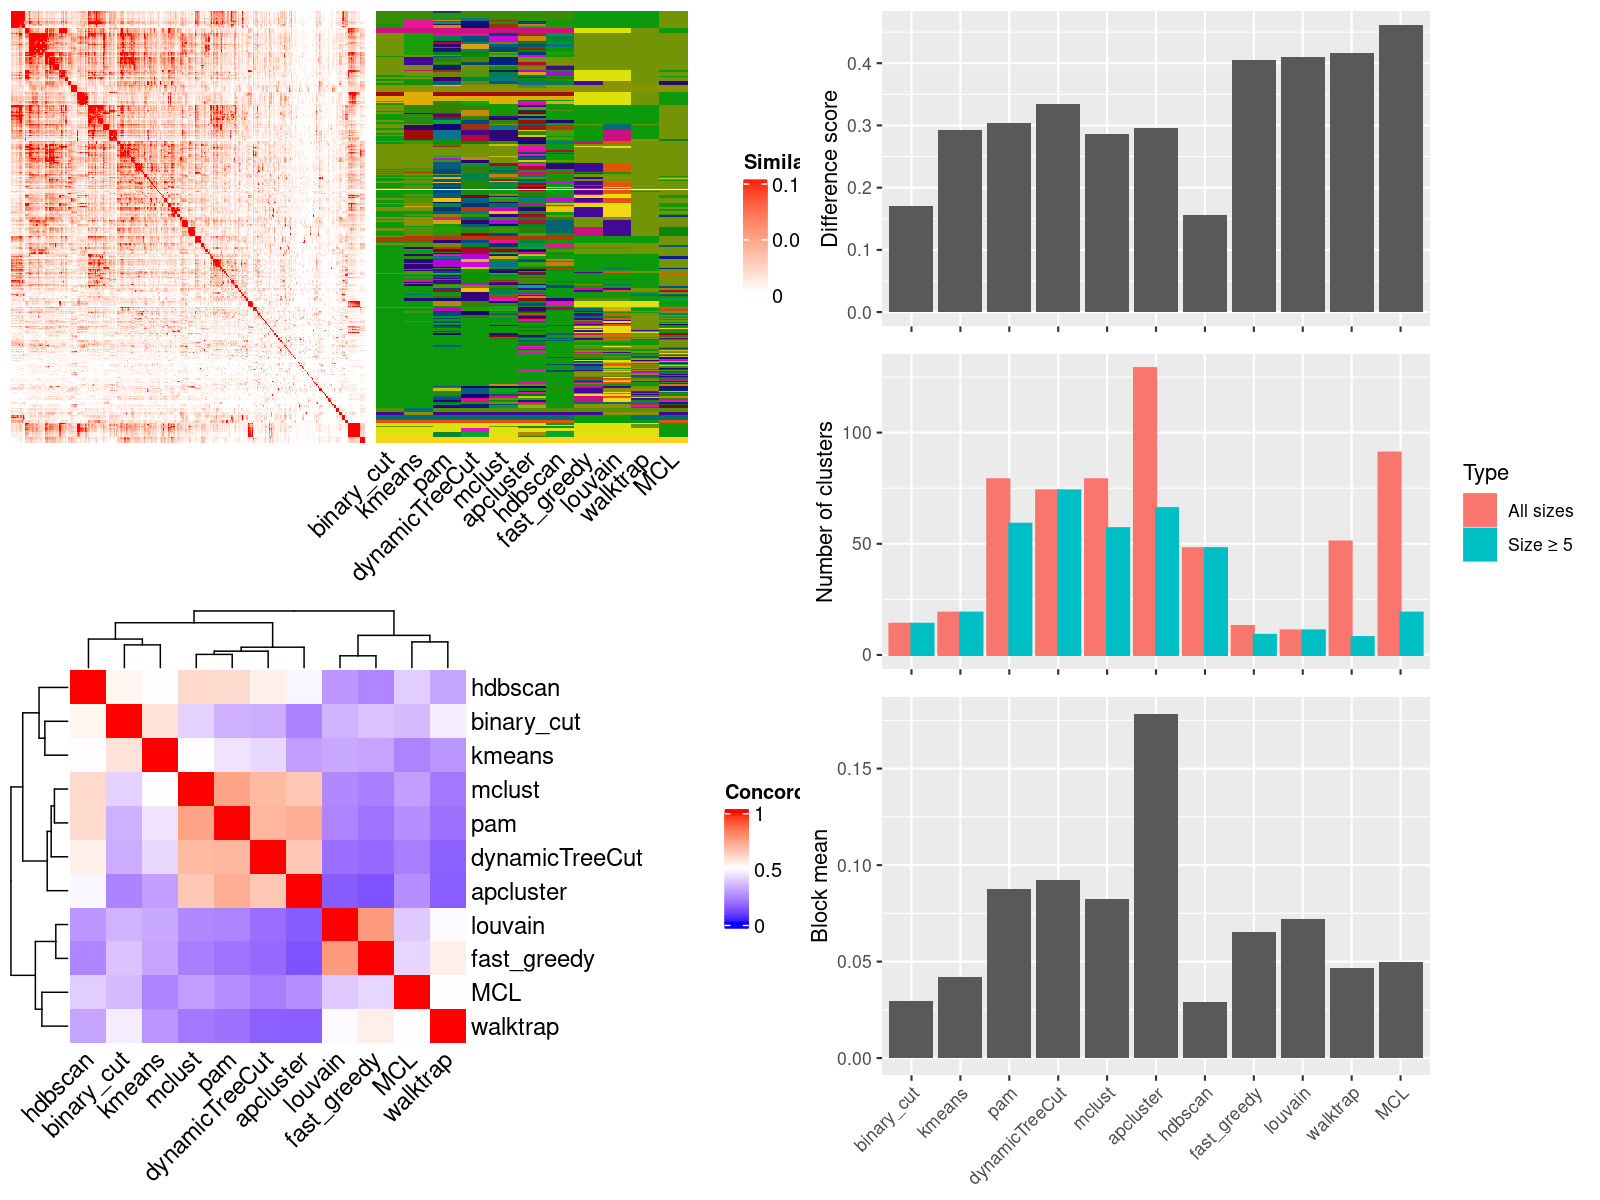 Simila
0.1
0.0
0
binary_cut
kmeans
pam
dynamicTreeCut
mclust
apcluster
hdbscan
fast_greedy
louvain
walktrap
MCL
hdbscan
binary_cut
kmeans
mclust
pam
dynamicTreeCut
apcluster
louvain
fast_greedy
MCL
walktrap
hdbscan
binary_cut
kmeans
mclust
pam
dynamicTreeCut
apcluster
louvain
fast_greedy
MCL
walktrap
Concord
1
0.5
0
Difference score
0.4
0.3
0.2
0.1
0.0
Number of clusters
100
50
0
Type
All sizes
Size ≥ 5
Block mean
0.15
0.10
0.05
0.00
binary_cut
kmeans
pam
dynamicTreeCut
mclust
apcluster
hdbscan
fast_greedy
louvain
walktrap
MCL